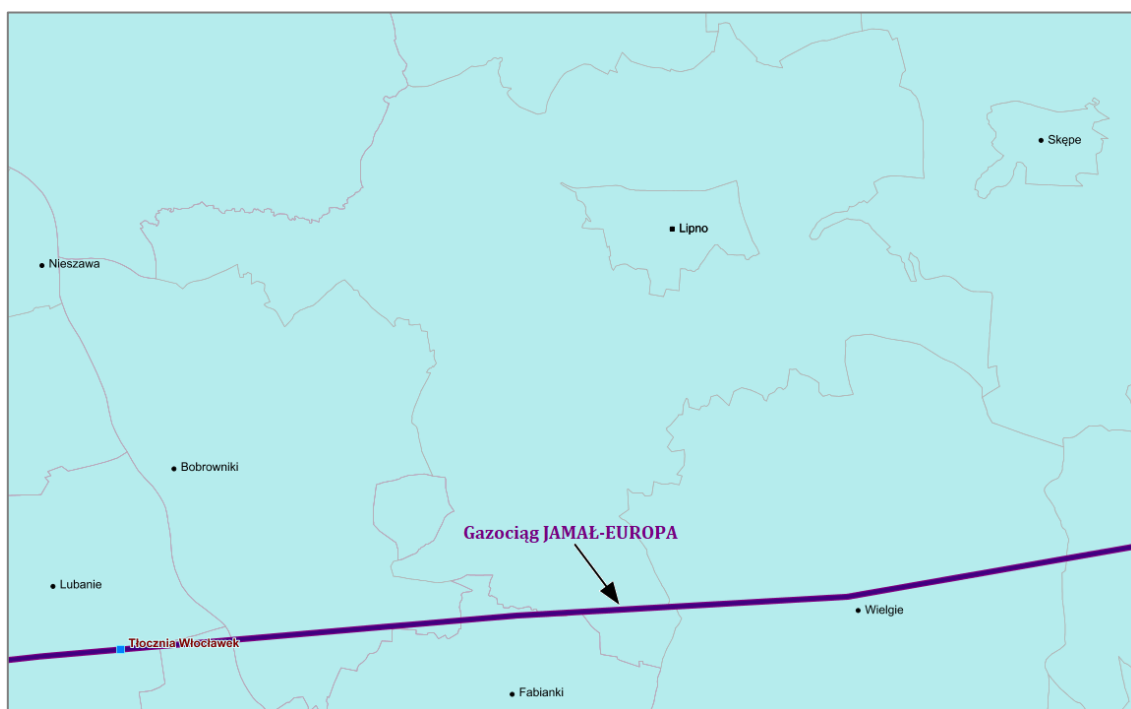 Skępe
Lipno
Nieszawa
Bobrowniki
Gazociąg JAMAŁ-EUROPA
Lubanie
Wielgie
Tłocznia Włocławek
Fabianki